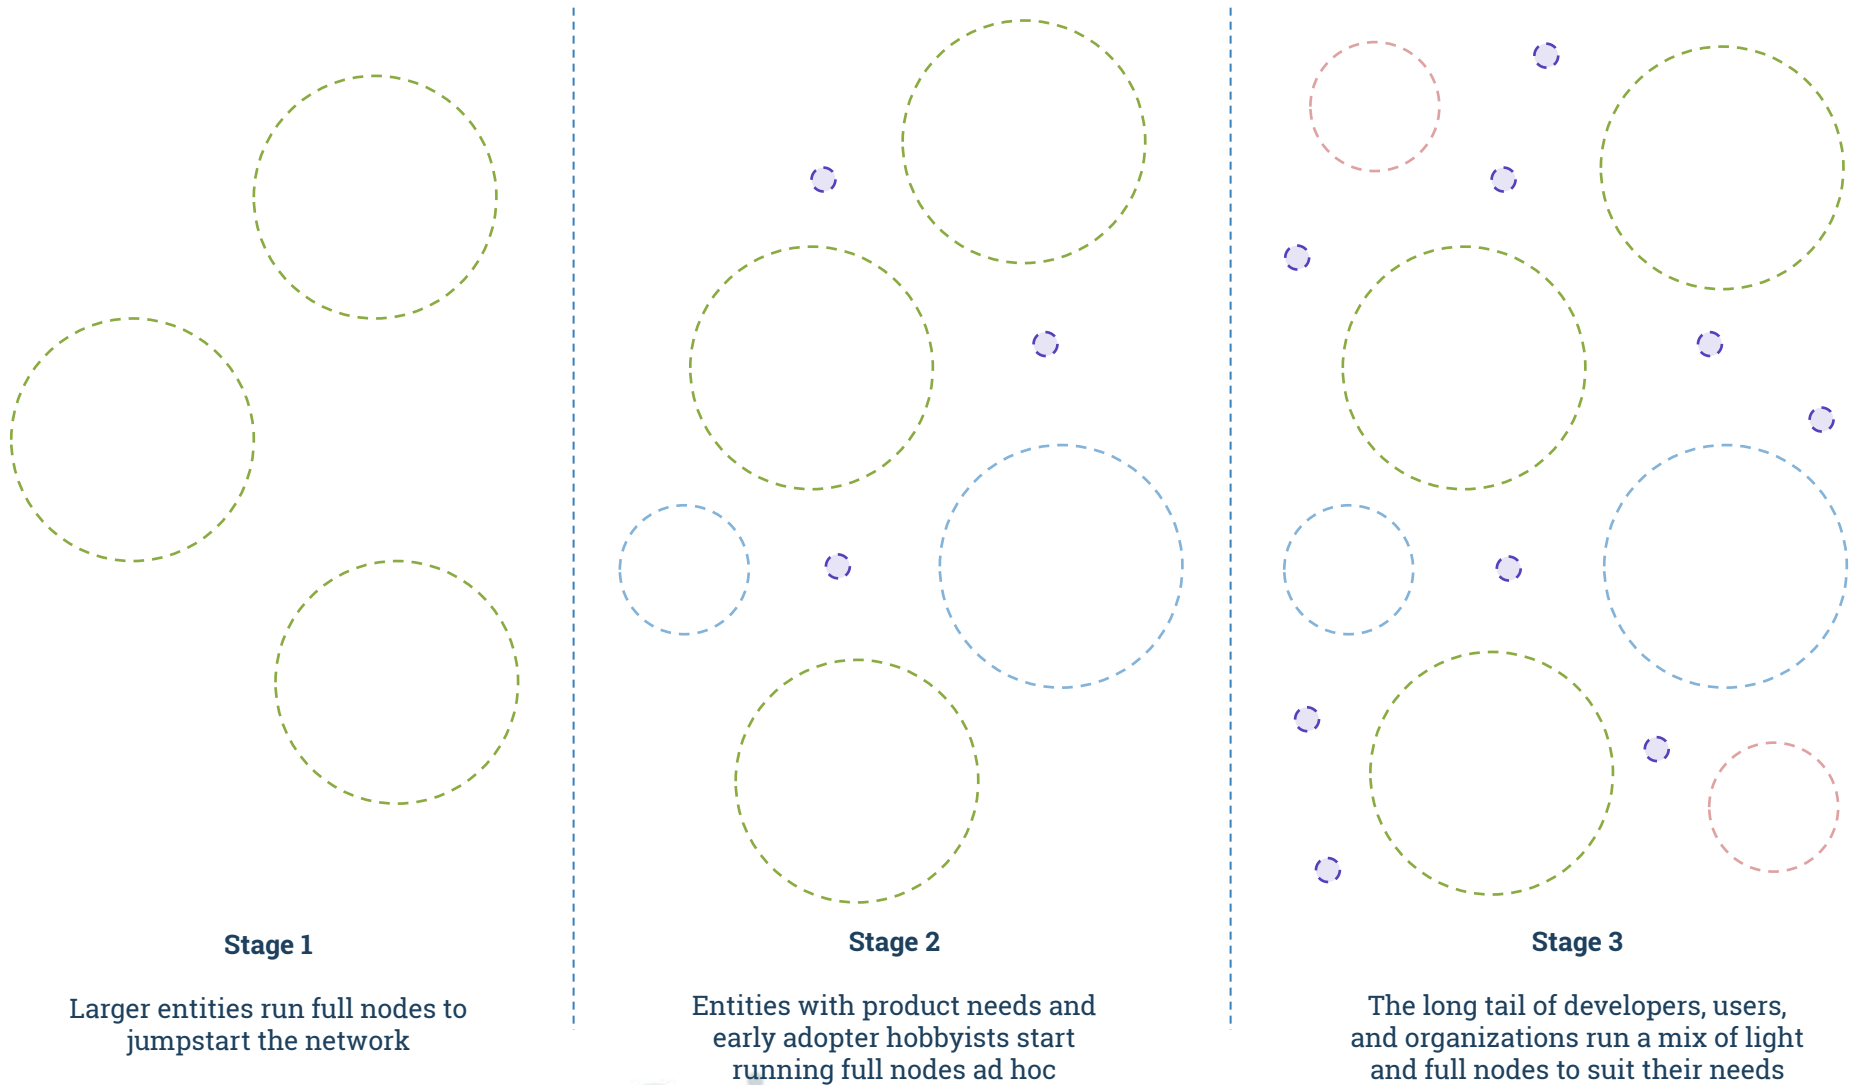 Stage 1
Larger entities run full nodes to
jumpstart the network
Stage 2
Entities with product needs and
early adopter hobbyists start
running full nodes ad hoc
Stage 3
The long tail of developers, users,
and organizations run a mix of light
and full nodes to suit their needs